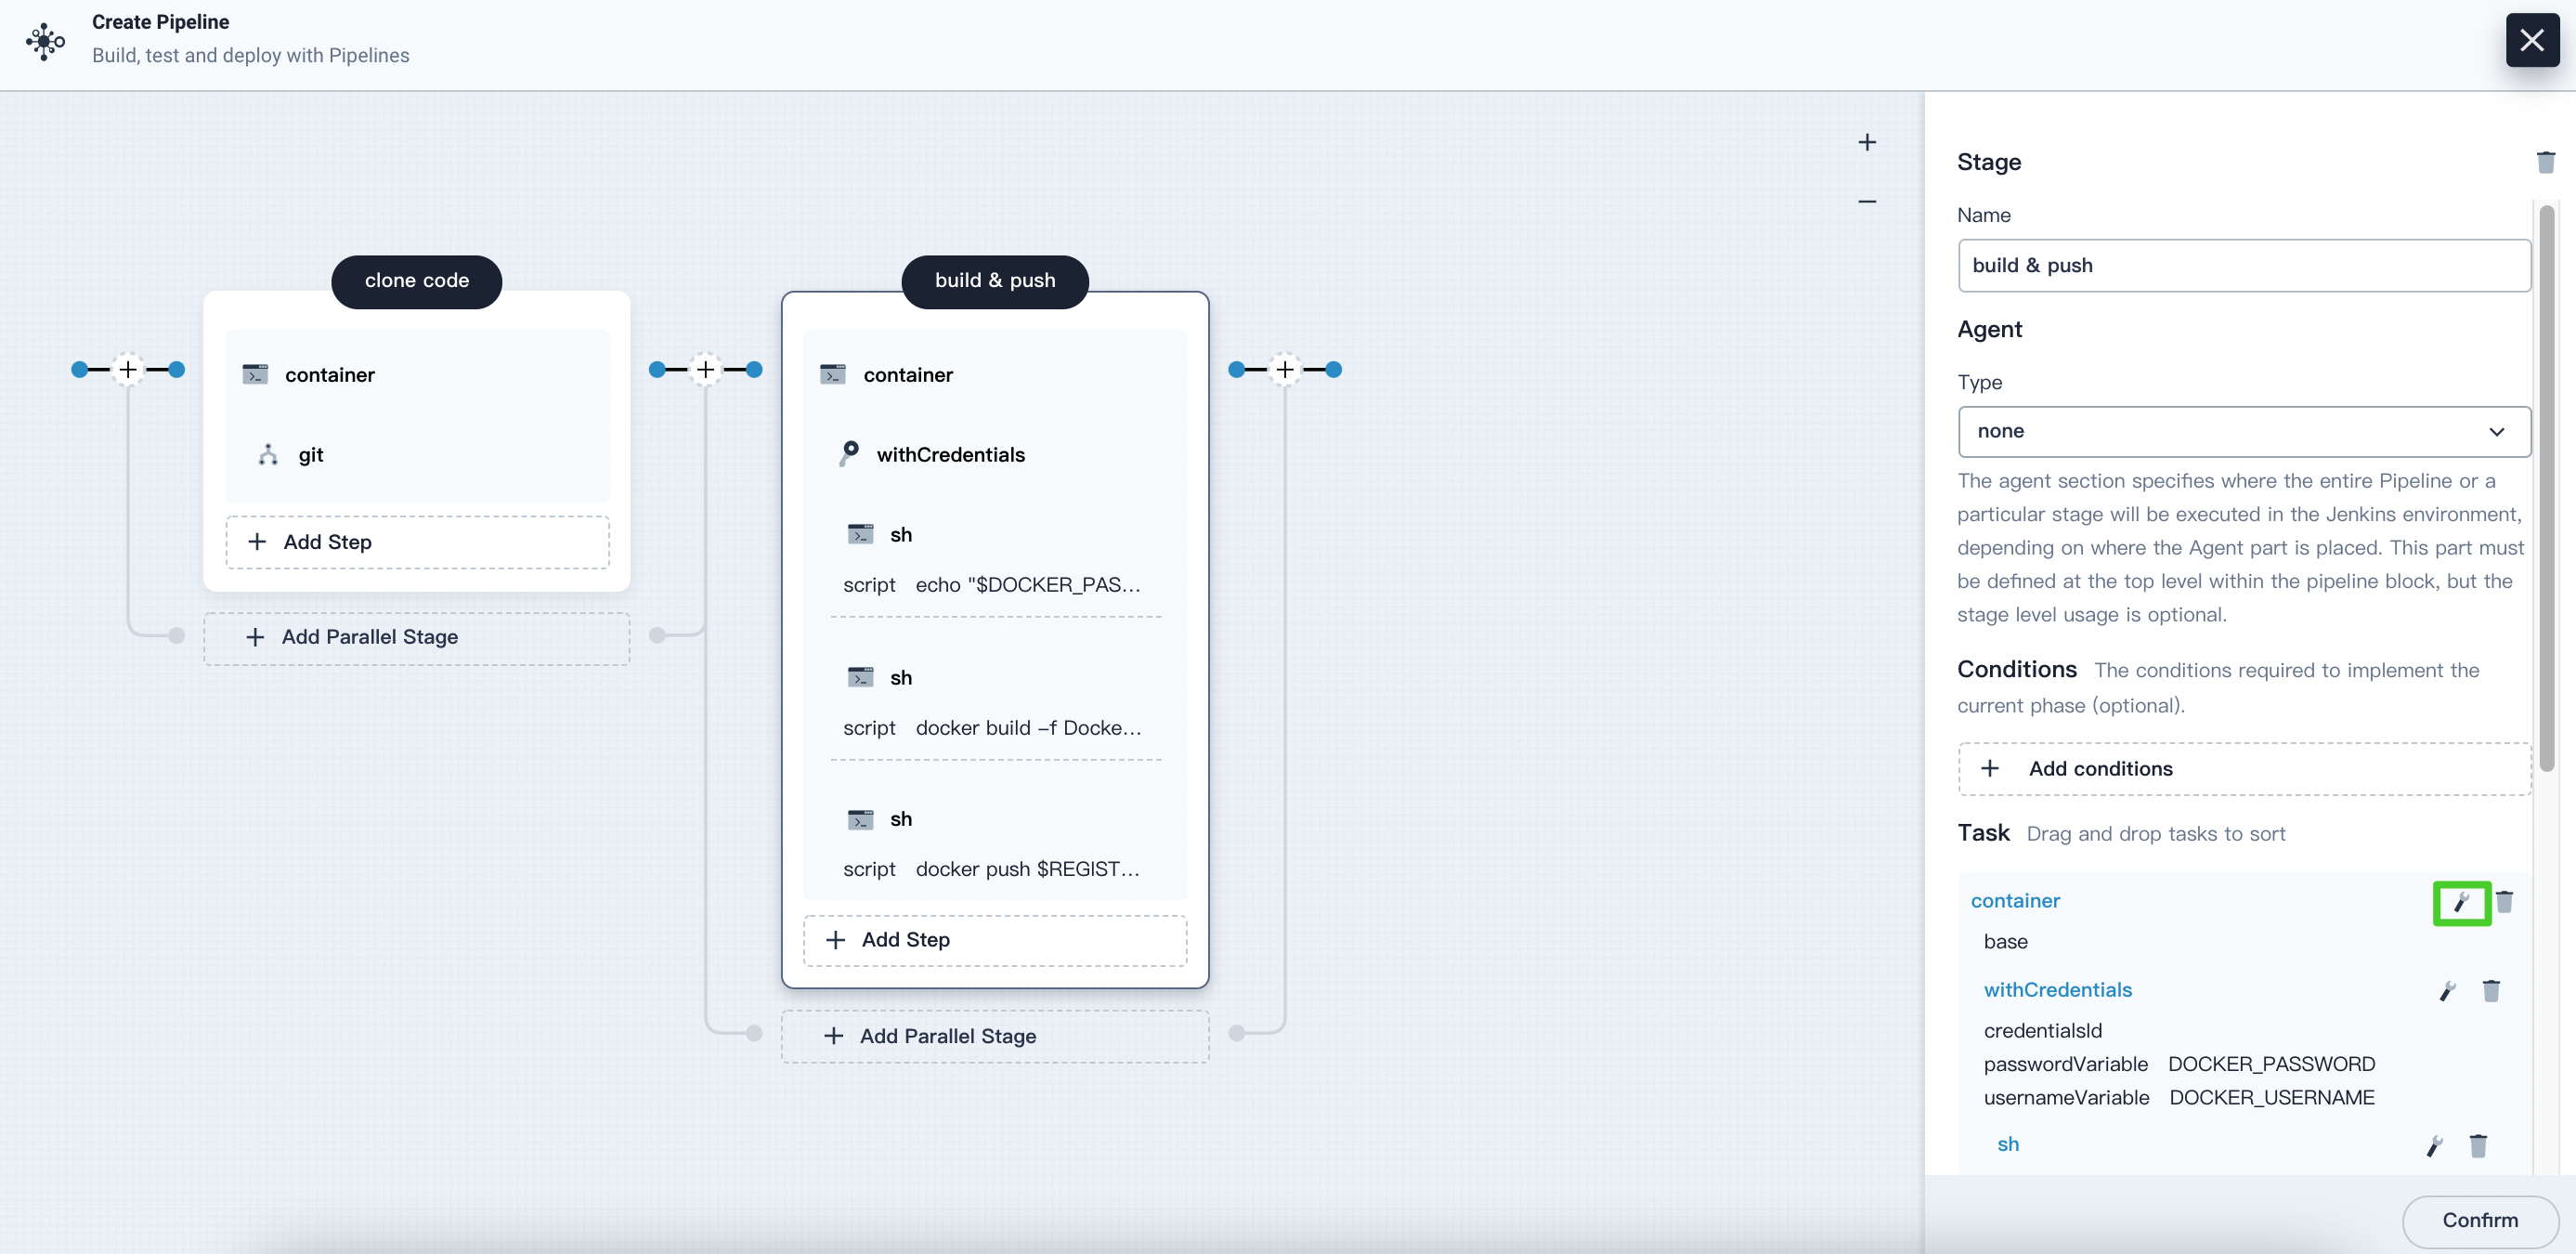 Create Pipeline
Build, test and deploy with Pipelines
clone code
container
git
Add Step
Add Parallel Stage
build & push
container
withCredentials
sh
script echo "$DOCKER_PAS...
sh
script docker build -f Docke...
sh
script docker push $REGIST...
Add Step
Add Parallel Stage
Stage
Name
build & push
Agent
Type
none
The agent section specifies where the entire Pipeline or a
particular stage will be executed in the Jenkins environment,
depending on where the Agent part is placed. This part must
be defined at the top level within the pipeline block, but the
stage level usage is optional.
Conditions The conditions required to implement the
current phase (optional).
Add conditions
Task Drag and drop tasks to sort
container
base
withCredentials
credentialsId
passwordVariable DOCKER_PASSWORD
usernameVariable DOCKER_USERNAME
sh
Confirm